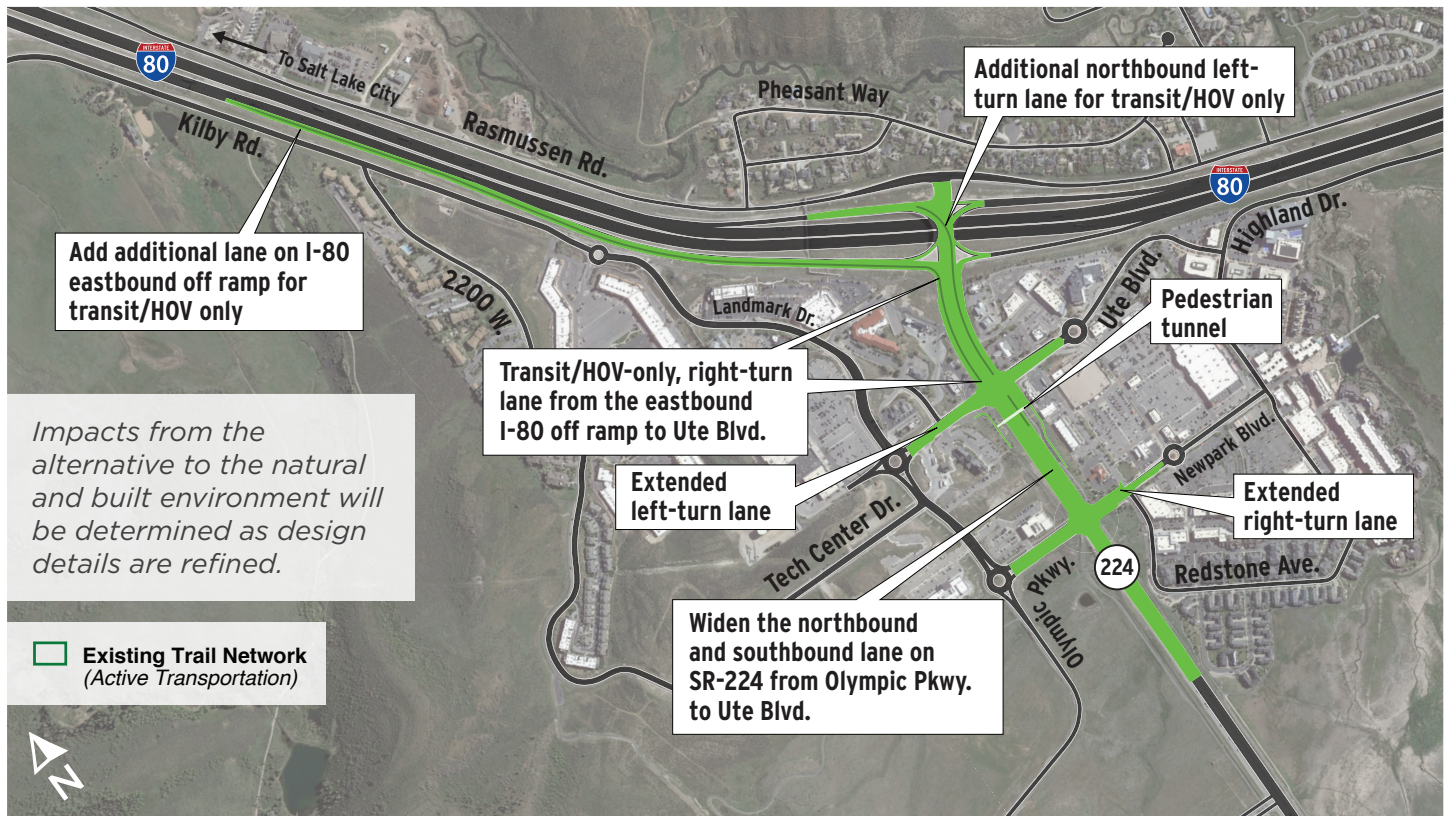 INTERSTATE
80
To Salt Lake City
Rasmussen Rd.
Kilby Rd.
Pheasant Way
Additional northbound left-
turn lane for transit/HOV only
INTERSTATE
80
Highland Dr.
Add additional lane on I-80
eastbound off ramp for
transit/HOV only
2200 W.
Landmark Dr.
Ute Blvd.
Pedestrian
tunnel
Transit/HOV-only, right-turn
lane from the eastbound
I-80 off ramp to Ute Blvd.
Impacts from the
alternative to the natural
and built environment will
be determined as design
details are refined.
Extended
left-turn lane
Newpark Blvd.
Extended
right-turn lane
Tech Center Dr.
Olympic Pkwy.
224
Redstone Ave.
Widen the northbound
and southbound lane on
SR-224 from Olympic Pkwy.
to Ute Blvd.
Existing Trail Network
(Active Transportation)
N